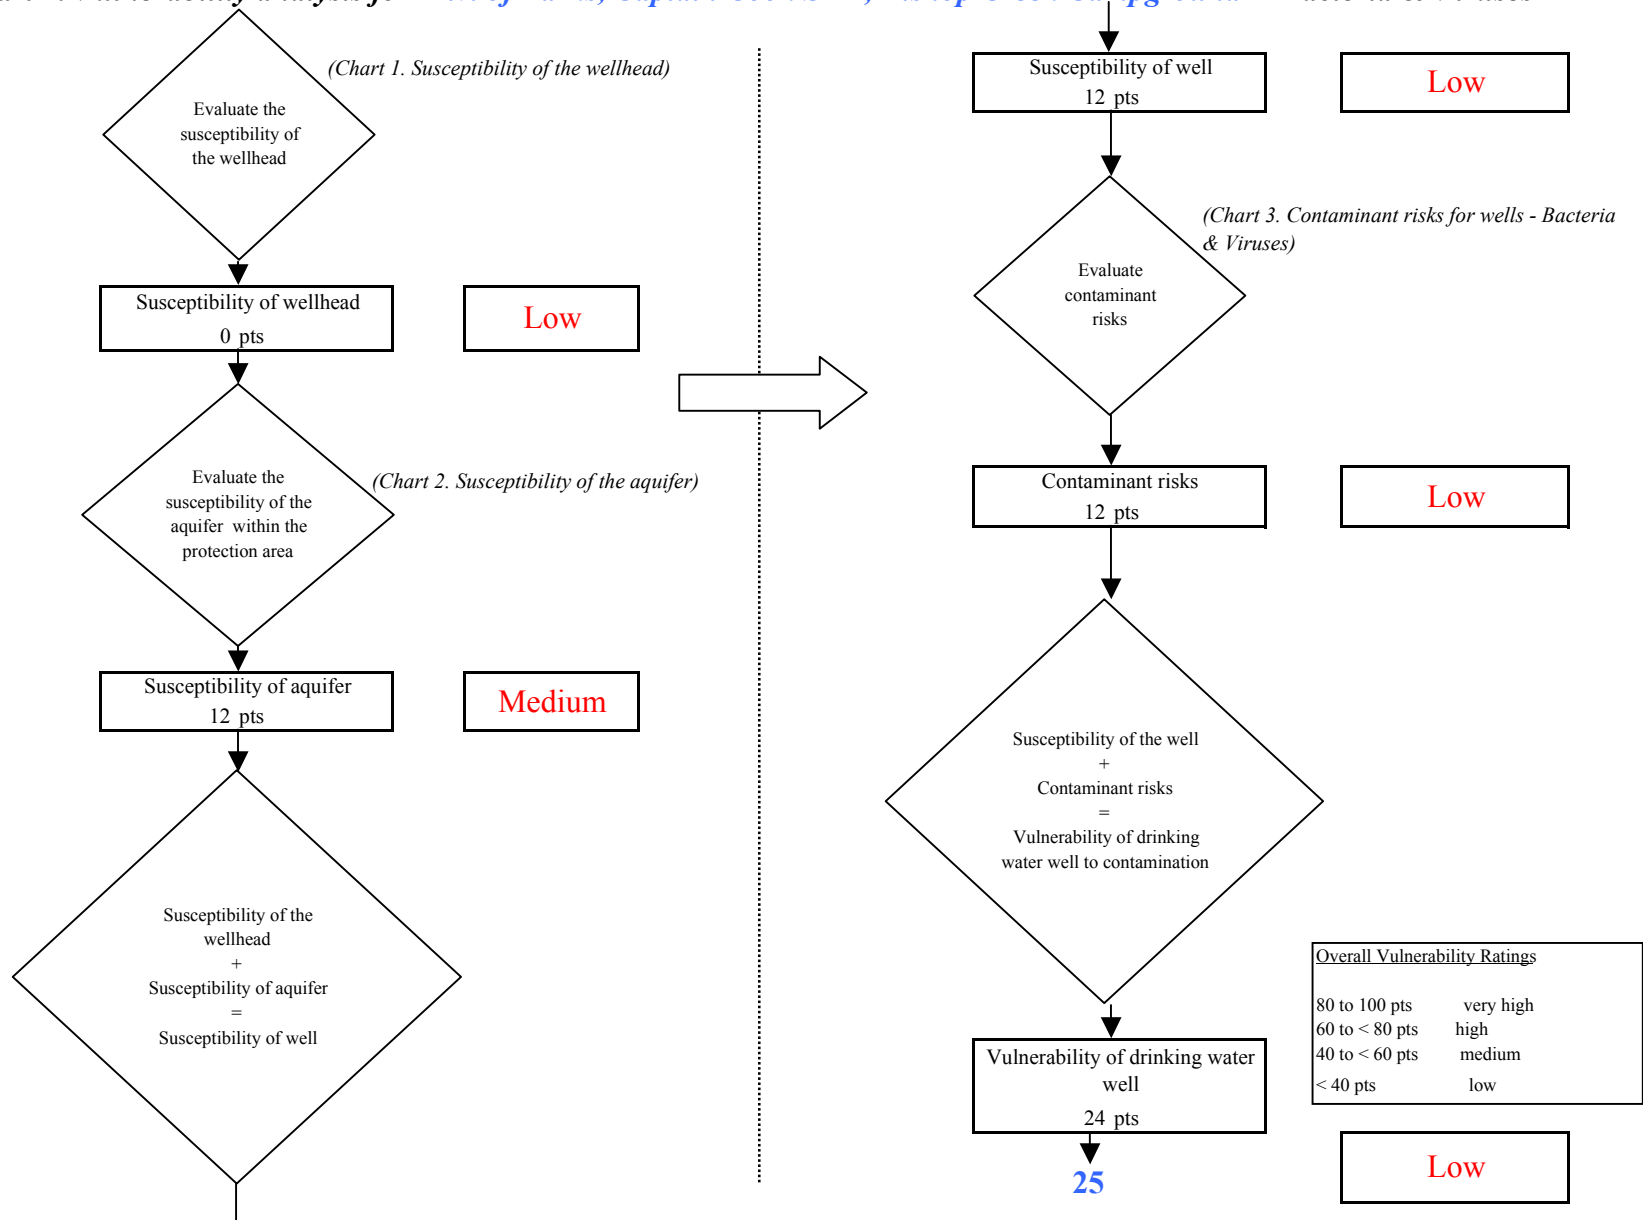 (Chart 1. Susceptibility of the wellhead)
Evaluate the
susceptibility of
the wellhead
Susceptibility of wellhead
0 pts
Low
Evaluate the
susceptibility of the
aquifer within the
protection area
(Chart 2. Susceptibility of the aquifer)
Susceptibility of aquifer
12 pts
Medium
Susceptibility of the
wellhead
+
Susceptibility of aquifer
=
Susceptibility of well
Susceptibility of well
12 pts
Low
(Chart 3. Contaminant risks for wells - Bacteria
& Viruses)
Evaluate
contaminant
risks
Contaminant risks
12 pts
Low
Susceptibility of the well
+
Contaminant risks
=
Vulnerability of drinking
water well to contamination
Overall Vulnerability Ratings
80 to 100 pts very high
60 to < 80 pts high
40 to < 60 pts medium
< 40 pts low
Vulnerability of drinking water
well
24 pts
25
Low